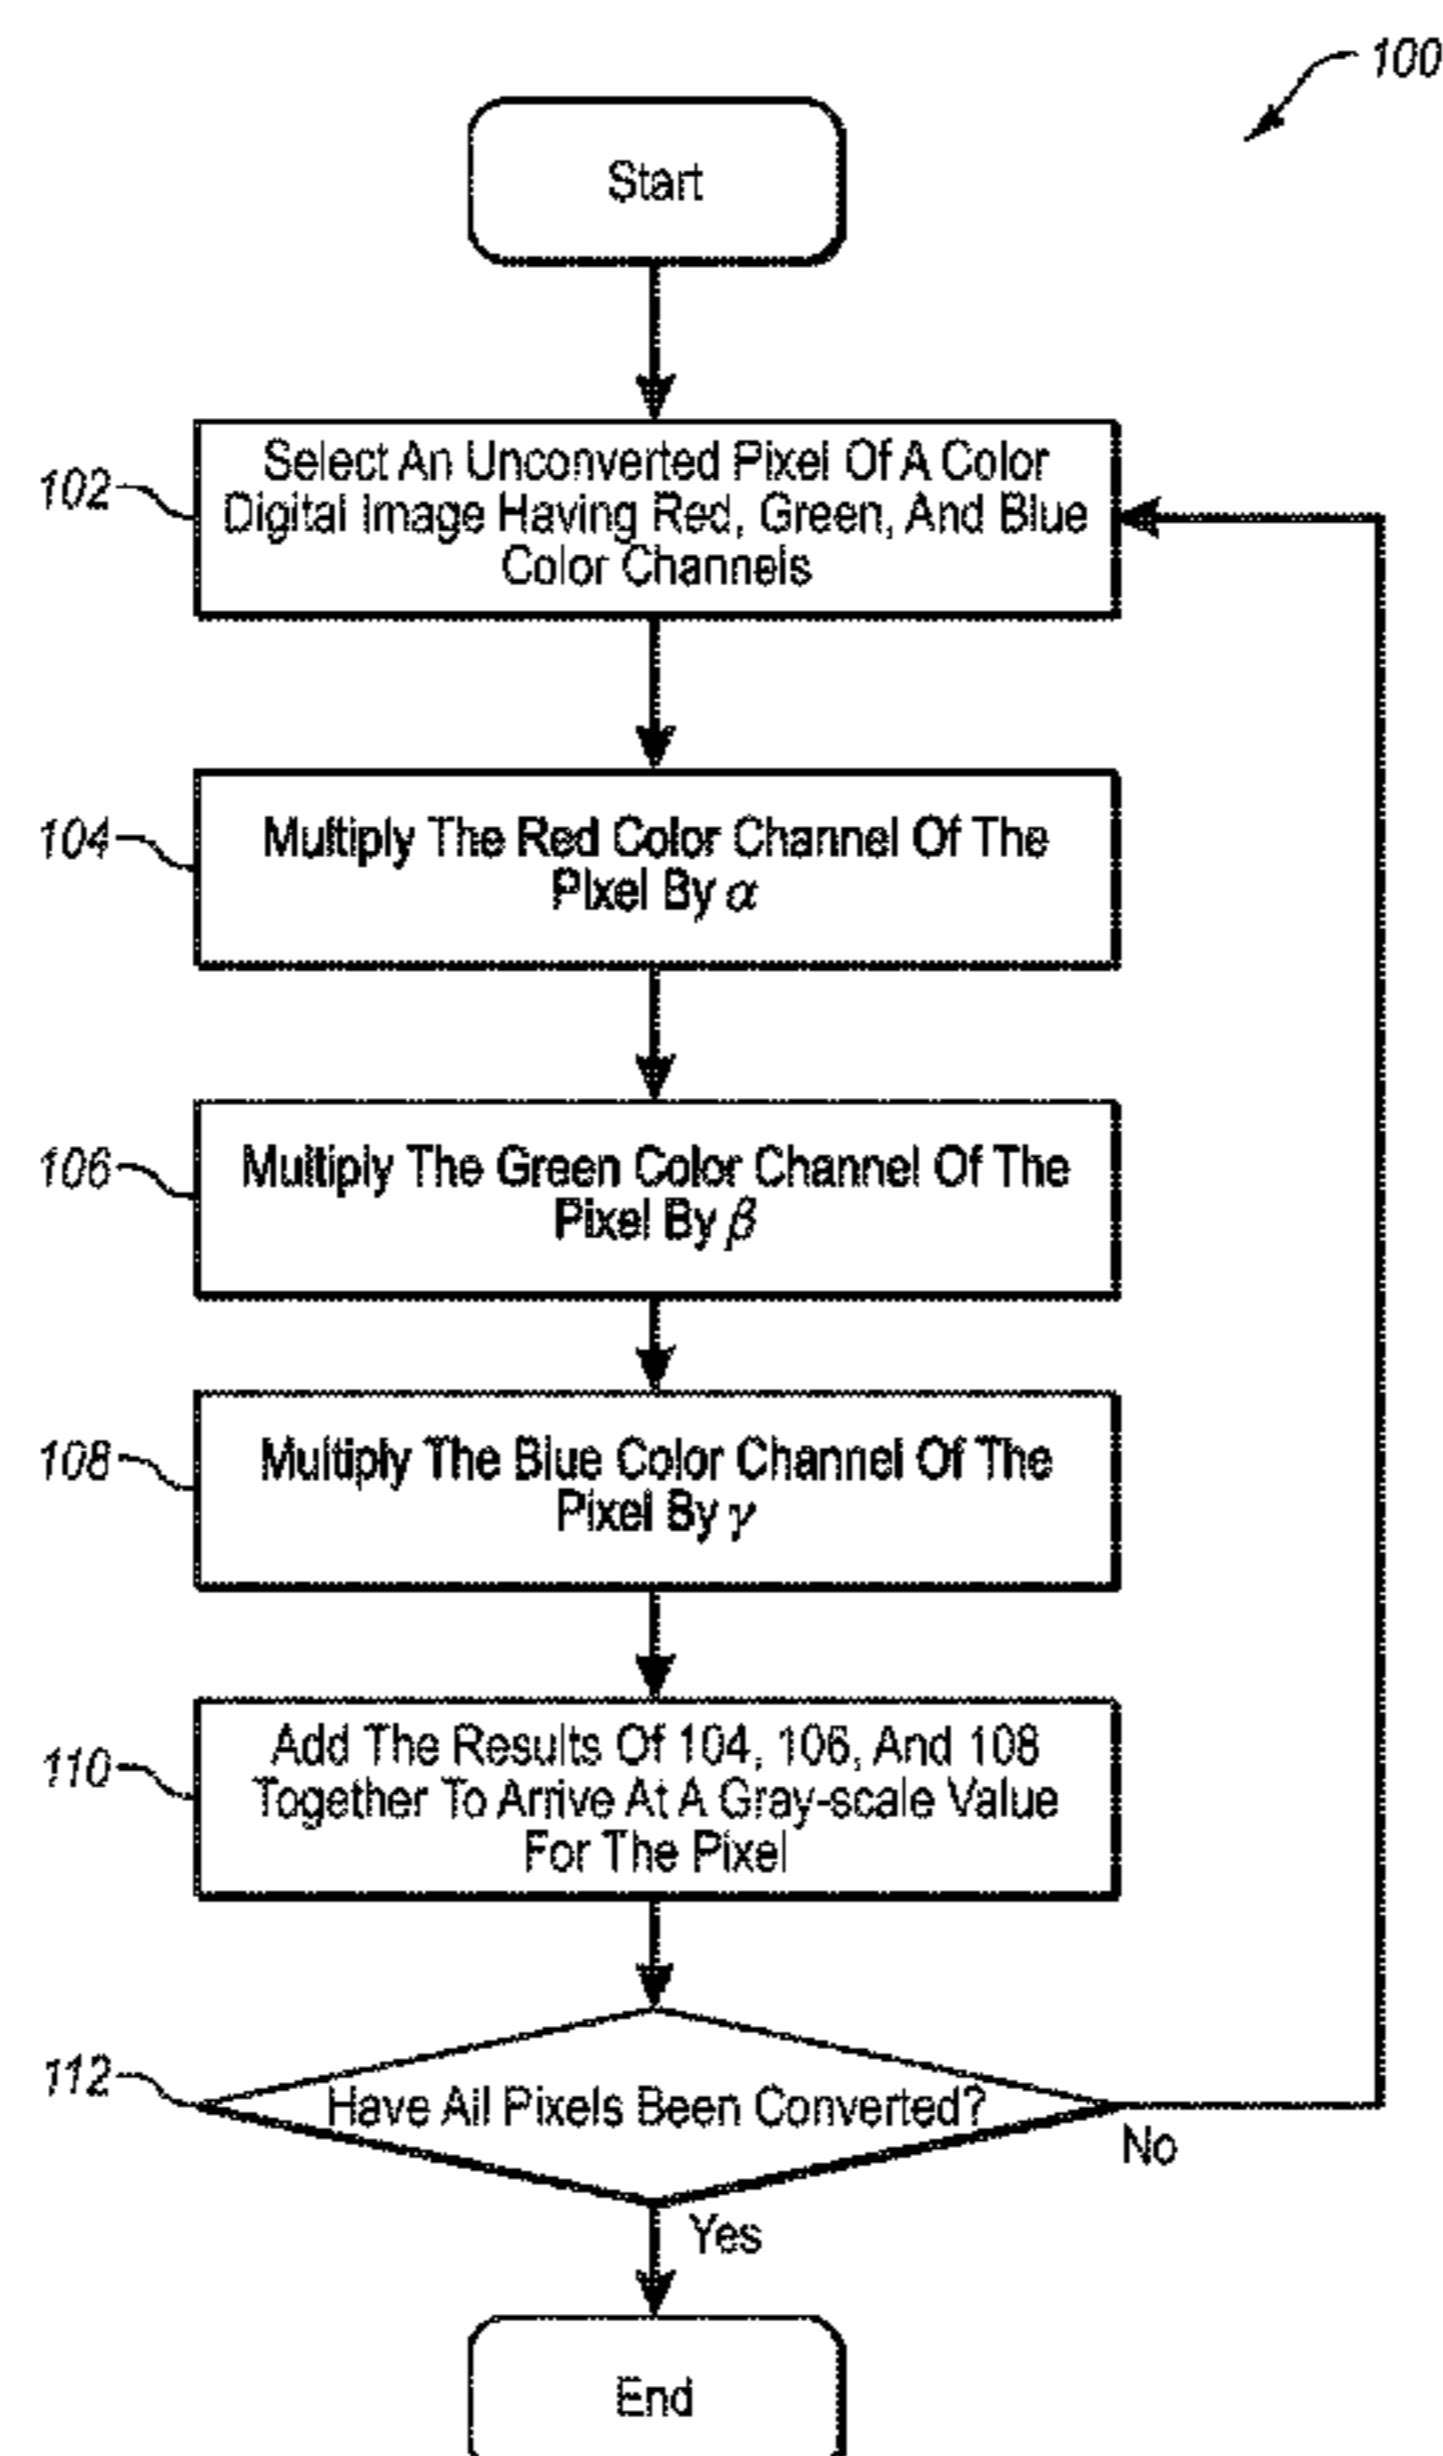 100
Start
102
Select An Unconverted Pixel Of A Color
Digital Image Having Red, Green, And Blue
Color Channels
104
Multiply The Red Color Channel Of The
Pixel By α
106
Multiply The Green Color Channel Of The
Pixel By β
108
Multiply The Blue Color Channel Of The
Pixel By γ
110
Add The Results Of 104, 106, And 108
Together To Arrive At A Gray-scale Value
For The Pixel
112
Have All Pixels Been Converted?
No
Yes
End